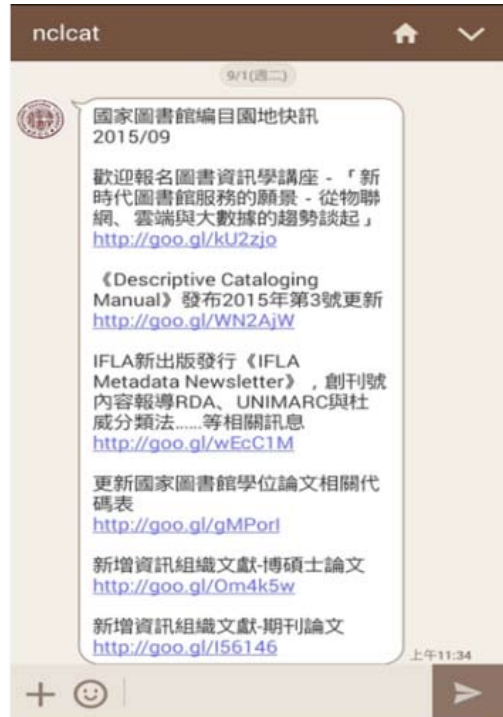 nclcat
9/1(週二)
國家圖書館編目園地快訊
2015/09
歡迎報名圖書資訊學講座 - 「新
時代圖書館服務的願景 - 從物聯
網、雲端與大數據的趨勢談起」
http://goo.gl/kU2zjo
《Descriptive Cataloging
Manual》發布2015年第3號更新
http://goo.gl/WN2AjW
IFLA新出版發行《IFLA
Metadata Newsletter》，創刊號
內容報導RDA、UNIMARC與杜
威分類法......等相關訊息
http://goo.gl/wEcC1M
更新國家圖書館學位論文相關代
碼表
http://goo.gl/gMPorI
新增資訊組織文獻-博碩士論文
http://goo.gl/Om4k5w
新增資訊組織文獻-期刊論文
http://goo.gl/I56146
上午11:34